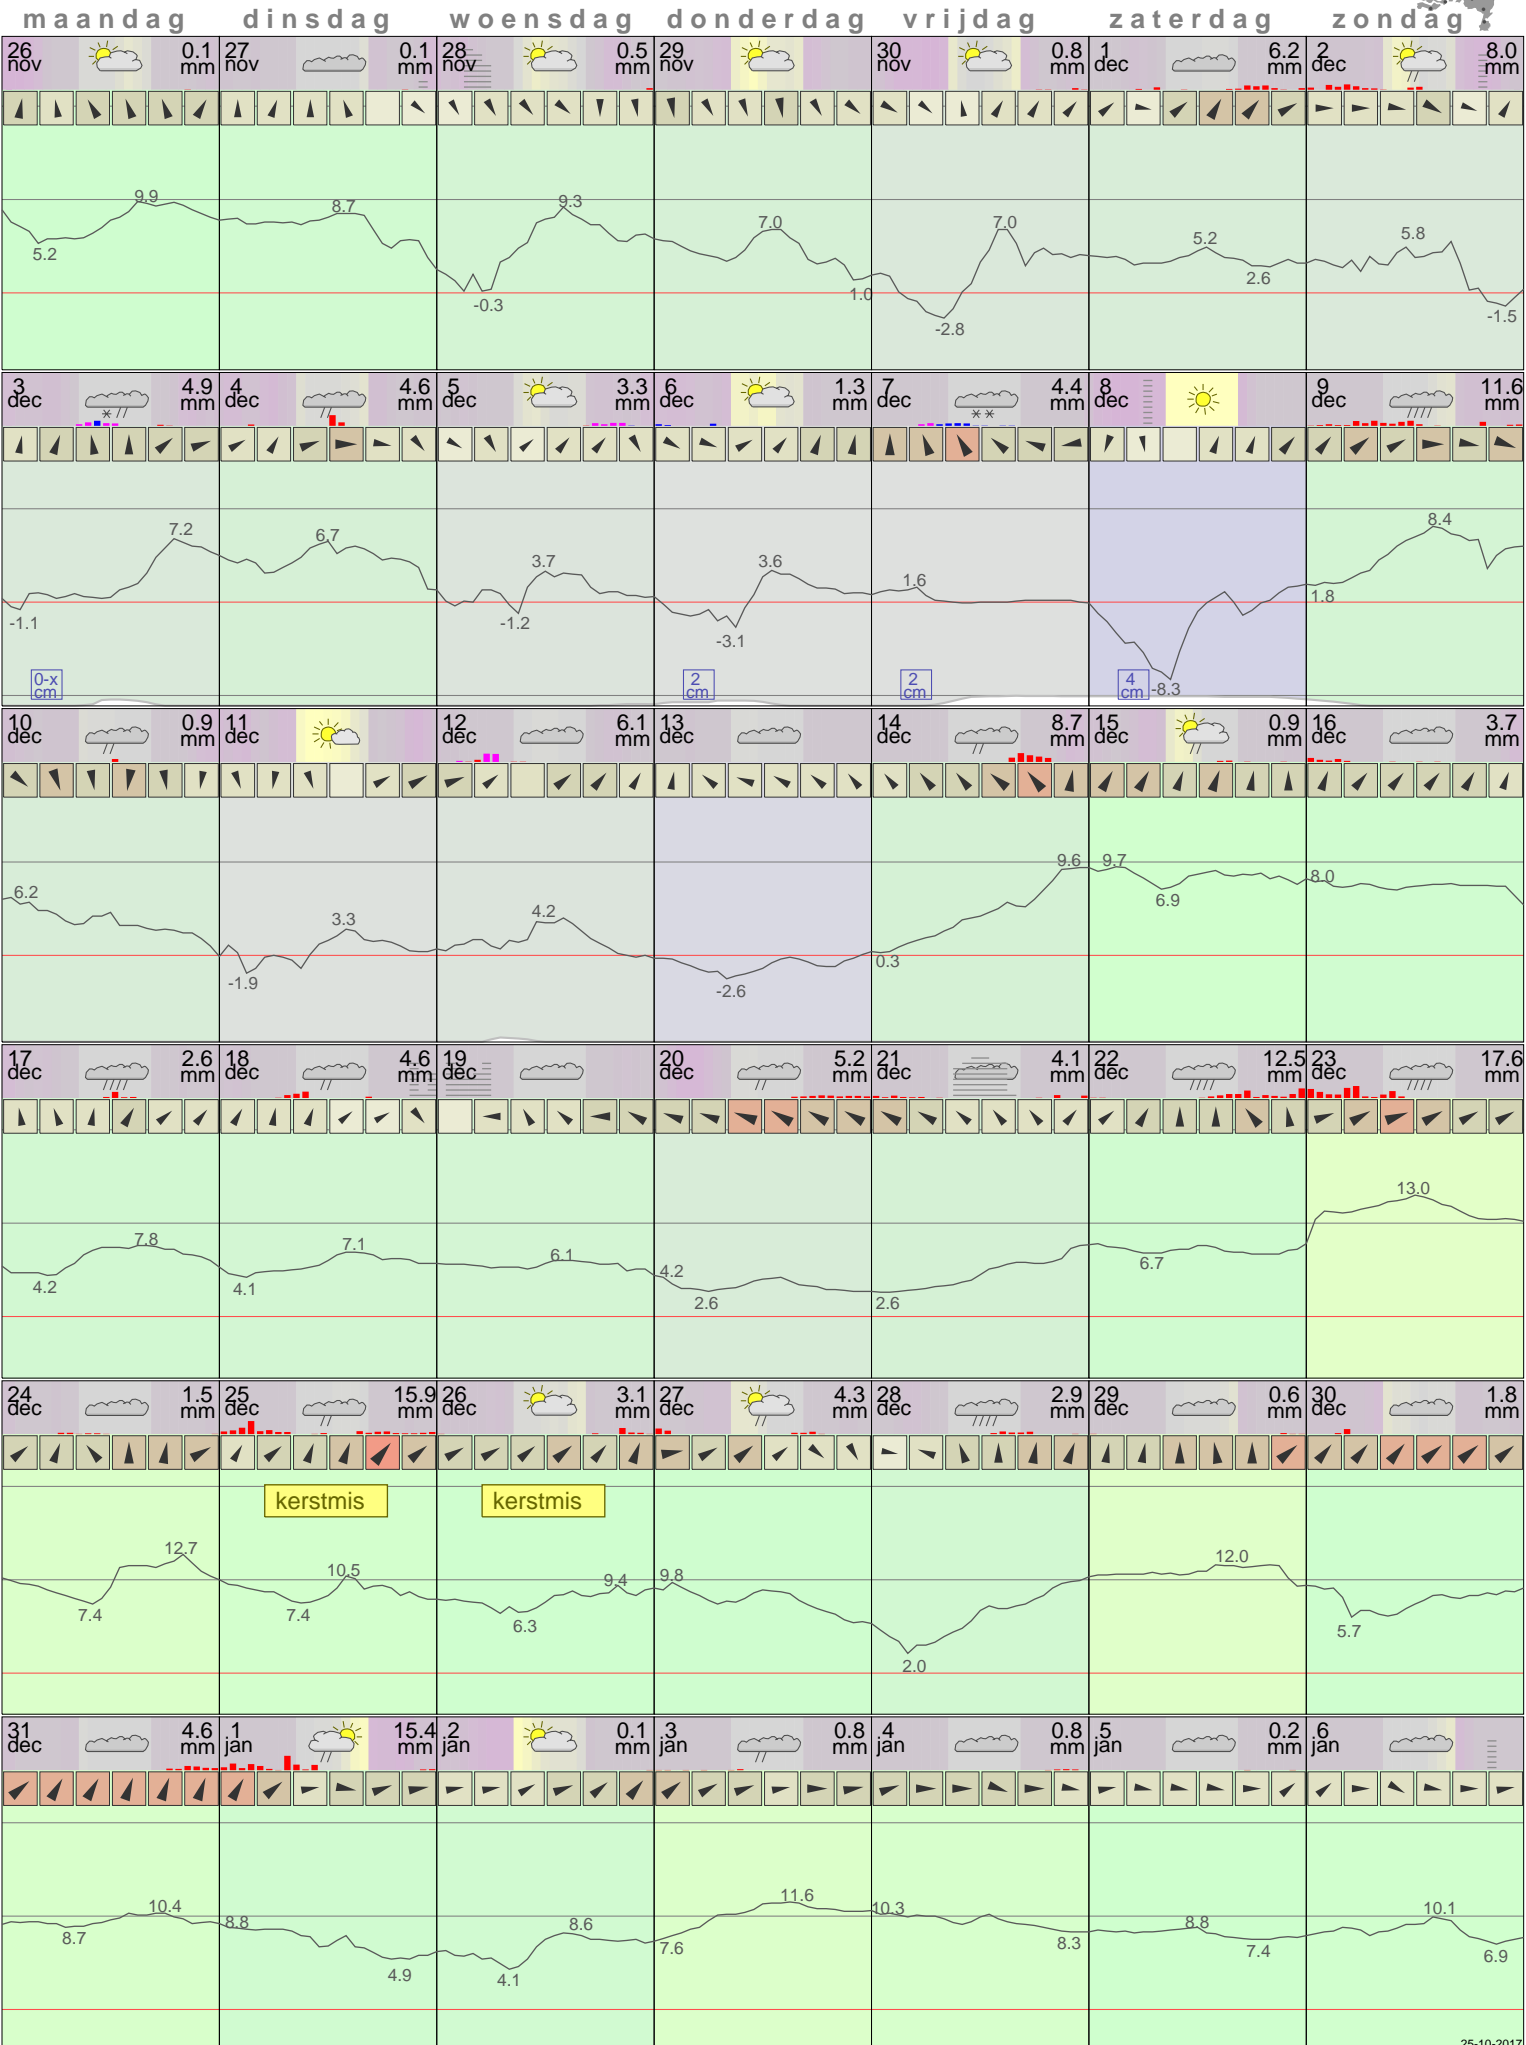 maandag dinsdag woensdag donderdag vrijdag zaterdag zondag
26 nov 0.1 mm 27 nov 0.1 mm 28 nov 0.5 mm 29 nov 30 nov 0.8 mm 1 dec 6.2 mm 2 dec 8.0 mm
9.9 8.7 9.3 7.0 7.0 5.2 5.8
5.2 -0.3 1.0 -2.8 2.6 -1.5
3 dec 4.9 mm 4 dec 4.6 mm 5 dec 3.3 mm 6 dec 1.3 mm 7 dec 4.4 mm 8 dec 9 dec 11.6 mm
7.2 6.7 3.7 3.6 1.6 8.4
-1.1 -1.2 -3.1 1.8
0-x cm 2 cm 2 cm 4 cm -8.3
10 dec 0.9 mm 11 dec 12 dec 6.1 mm 13 dec 14 dec 8.7 mm 15 dec 0.9 mm 16 dec 3.7 mm
6.2 3.3 4.2 9.6 9.7 8.0
-1.9 -2.6 0.3 6.9
17 dec 2.6 mm 18 dec 4.6 mm 19 dec 20 dec 5.2 mm 21 dec 4.1 mm 22 dec 12.5 mm 23 dec 17.6 mm
7.8 7.1 6.1 4.2 13.0
4.2 4.1 2.6 2.6 6.7
24 dec 1.5 mm 25 dec 15.9 mm 26 dec 3.1 mm 27 dec 4.3 mm 28 dec 2.9 mm 29 dec 0.6 mm 30 dec 1.8 mm
kerstmis kerstmis
12.7 10.5 9.4 9.8 12.0
7.4 7.4 6.3 2.0 5.7
31 dec 4.6 mm 1 jan 15.4 mm 2 jan 0.1 mm 3 jan 0.8 mm 4 jan 0.8 mm 5 jan 0.2 mm 6 jan
10.4 8.8 8.6 11.6 10.3 8.8 10.1
8.7 4.9 4.1 7.6 8.3 7.4 6.9
25-10-2017